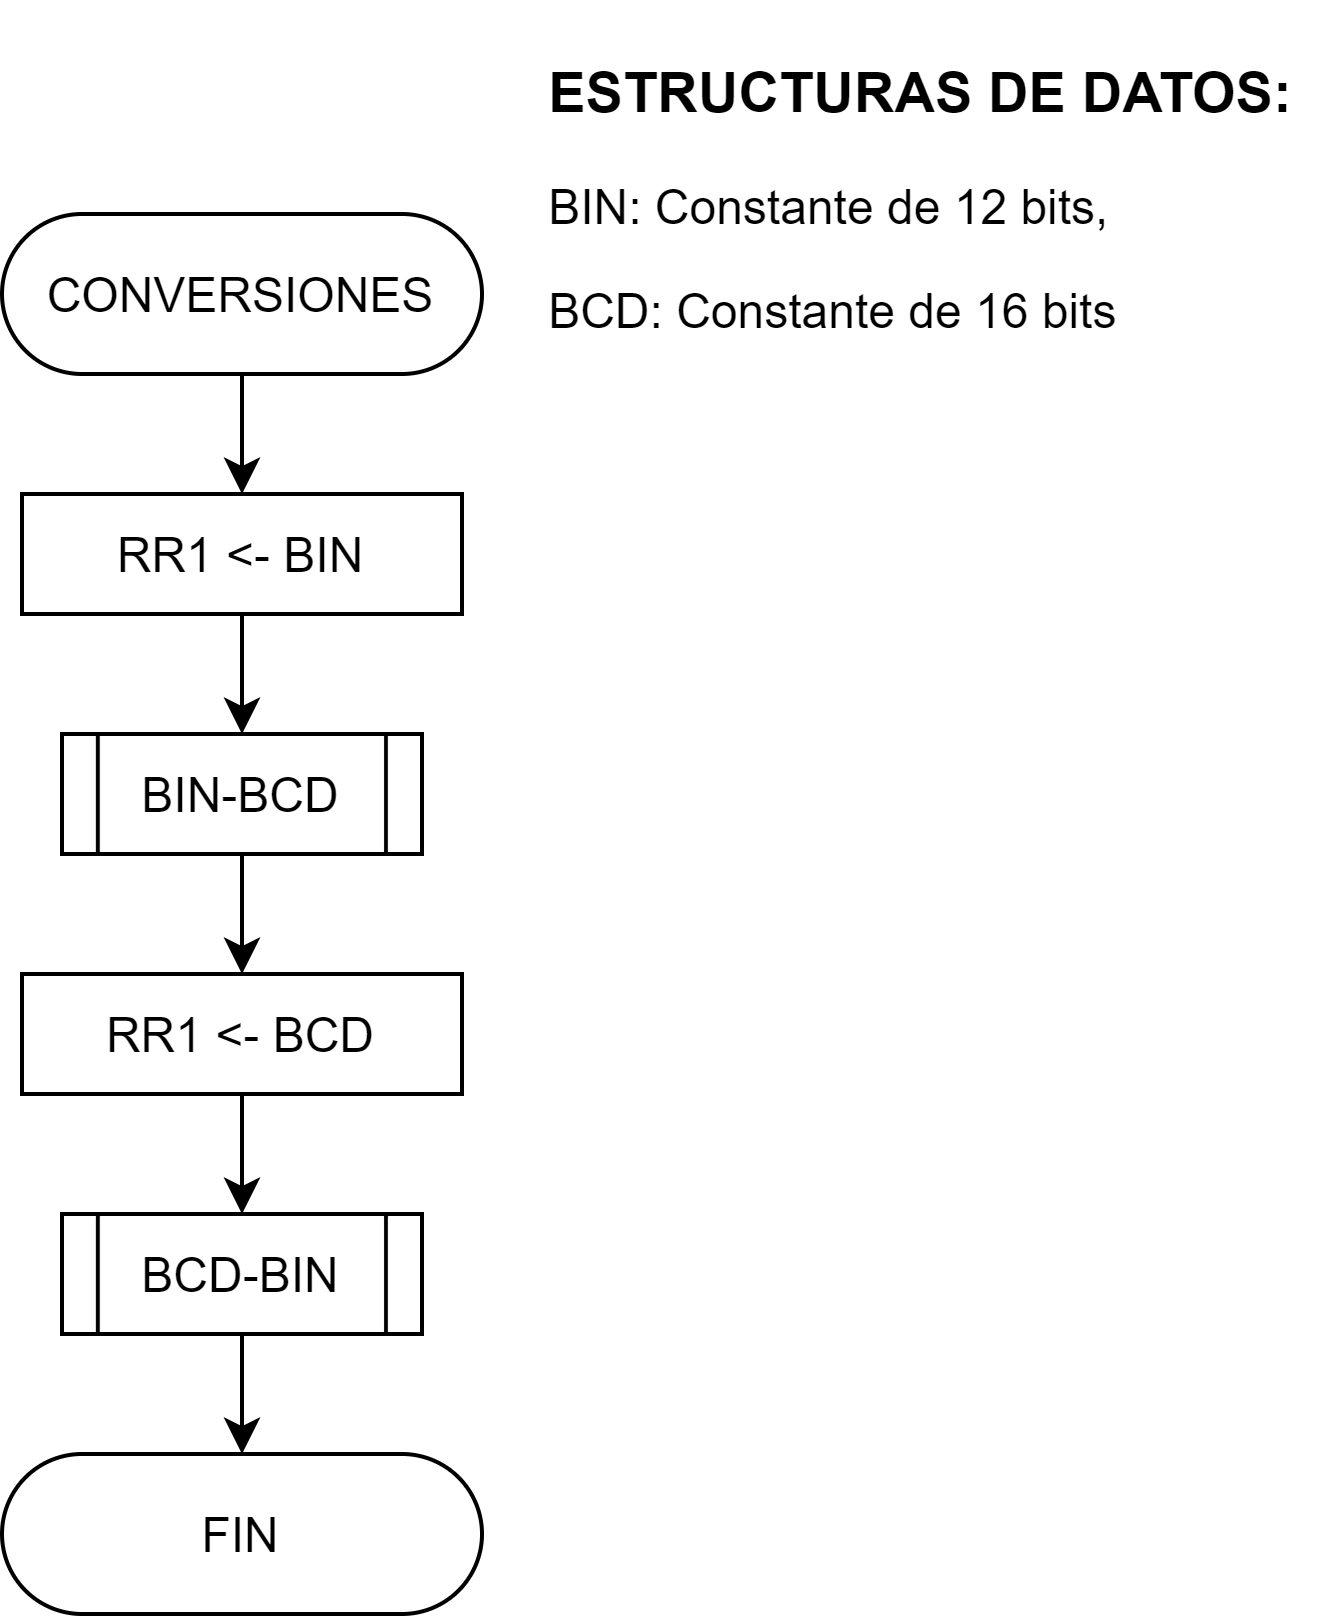 ESTRUCTURAS DE DATOS:
BIN: Constante de 12 bits,
BCD: Constante de 16 bits
CONVERSIONES
RR1 <- BIN
BIN-BCD
RR1 <- BCD
BCD-BIN
FIN